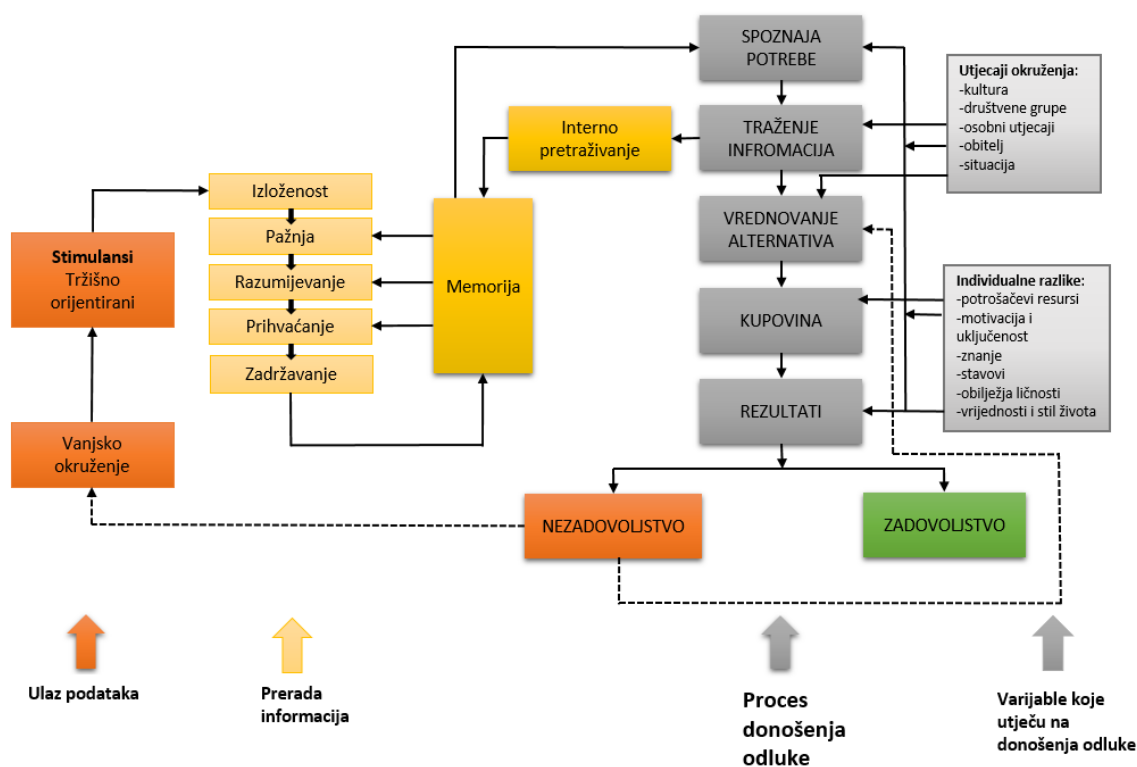 SPOZNAJA
POTREBE
Utjecaji okruženja:
-kultura
-društvene grupe
-osobni utjecaji
-obitelj
-situacija
Interno
pretraživanje
TRAŽENJE
INFROMACIJA
Izloženost
Pažnja
Razumijevanje
Prihvaćanje
Zadržavanje
Memorija
VREDNOVANJE
ALTERNATIVA
Stimulansi
Tržišno
orijentirani
Individualne razlike:
-potrošačevi resursi
-motivacija i
uključenost
-znanje
-stavovi
-obilježja ličnosti
-vrijednosti i stil života
KUPOVINA
REZULTATI
Vanjsko
okruženje
NEZADOVOLJSTVO
ZADOVOLJSTVO
Ulaz podataka
Prerada
informacija
Proces
donošenja
odluke
Varijable koje
utječu na
donošenja odluke